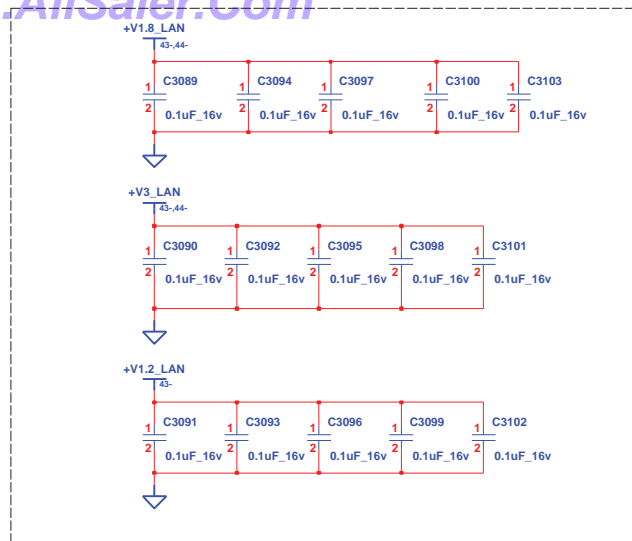 .AllSaler.Com
+V1.8_LAN
43-,44-
1 C3089 1 C3094 1 C3097 1 C3100 1 C3103
2 0.1uF_16v 2 0.1uF_16v 2 0.1uF_16v 2 0.1uF_16v 2 0.1uF_16v
+V3_LAN
43-,44-
1 C3090 1 C3092 1 C3095 1 C3098 1 C3101
2 0.1uF_16v 2 0.1uF_16v 2 0.1uF_16v 2 0.1uF_16v 2 0.1uF_16v
+V1.2_LAN
43-
1 C3091 1 C3093 1 C3096 1 C3099 1 C3102
2 0.1uF_16v 2 0.1uF_16v 2 0.1uF_16v 2 0.1uF_16v 2 0.1uF_16v